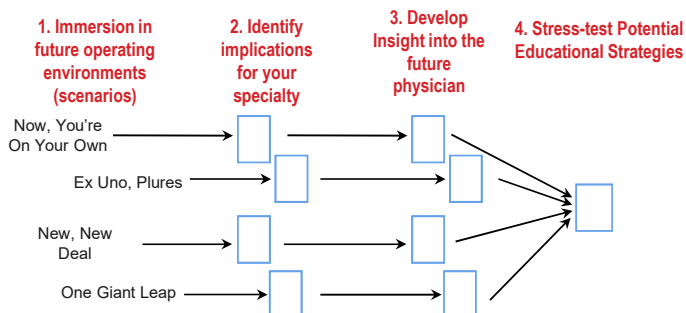 1. Immersion in
future operating
environments
(scenarios)
2. Identify
implications
for your
specialty
3. Develop
Insight into the
future
physician
4. Stress-test Potential
Educational Strategies
Now, You're
On Your Own
Ex Uno, Plures
New, New
Deal
One Giant Leap